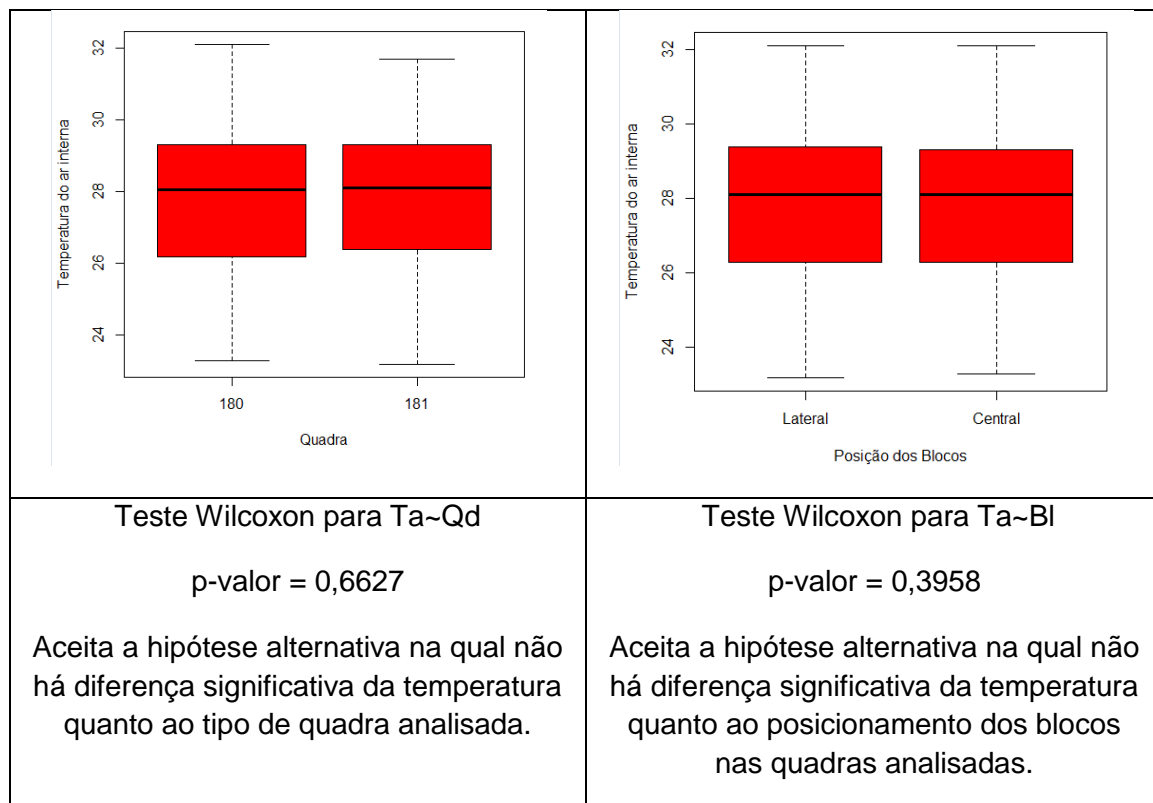 Temperatura do ar interna
32
30
28
26
24
180
181
Quadra
Temperatura do ar interna
32
30
28
26
24
Lateral
Central
Posição dos Blocos
Teste Wilcoxon para Ta~Qd
p-valor = 0,6627
Aceita a hipótese alternativa na qual não
há diferença significativa da temperatura
quanto ao tipo de quadra analisada.
Teste Wilcoxon para Ta~Bl
p-valor = 0,3958
Aceita a hipótese alternativa na qual não
há diferença significativa da temperatura
quanto ao posicionamento dos blocos
nas quadras analisadas.